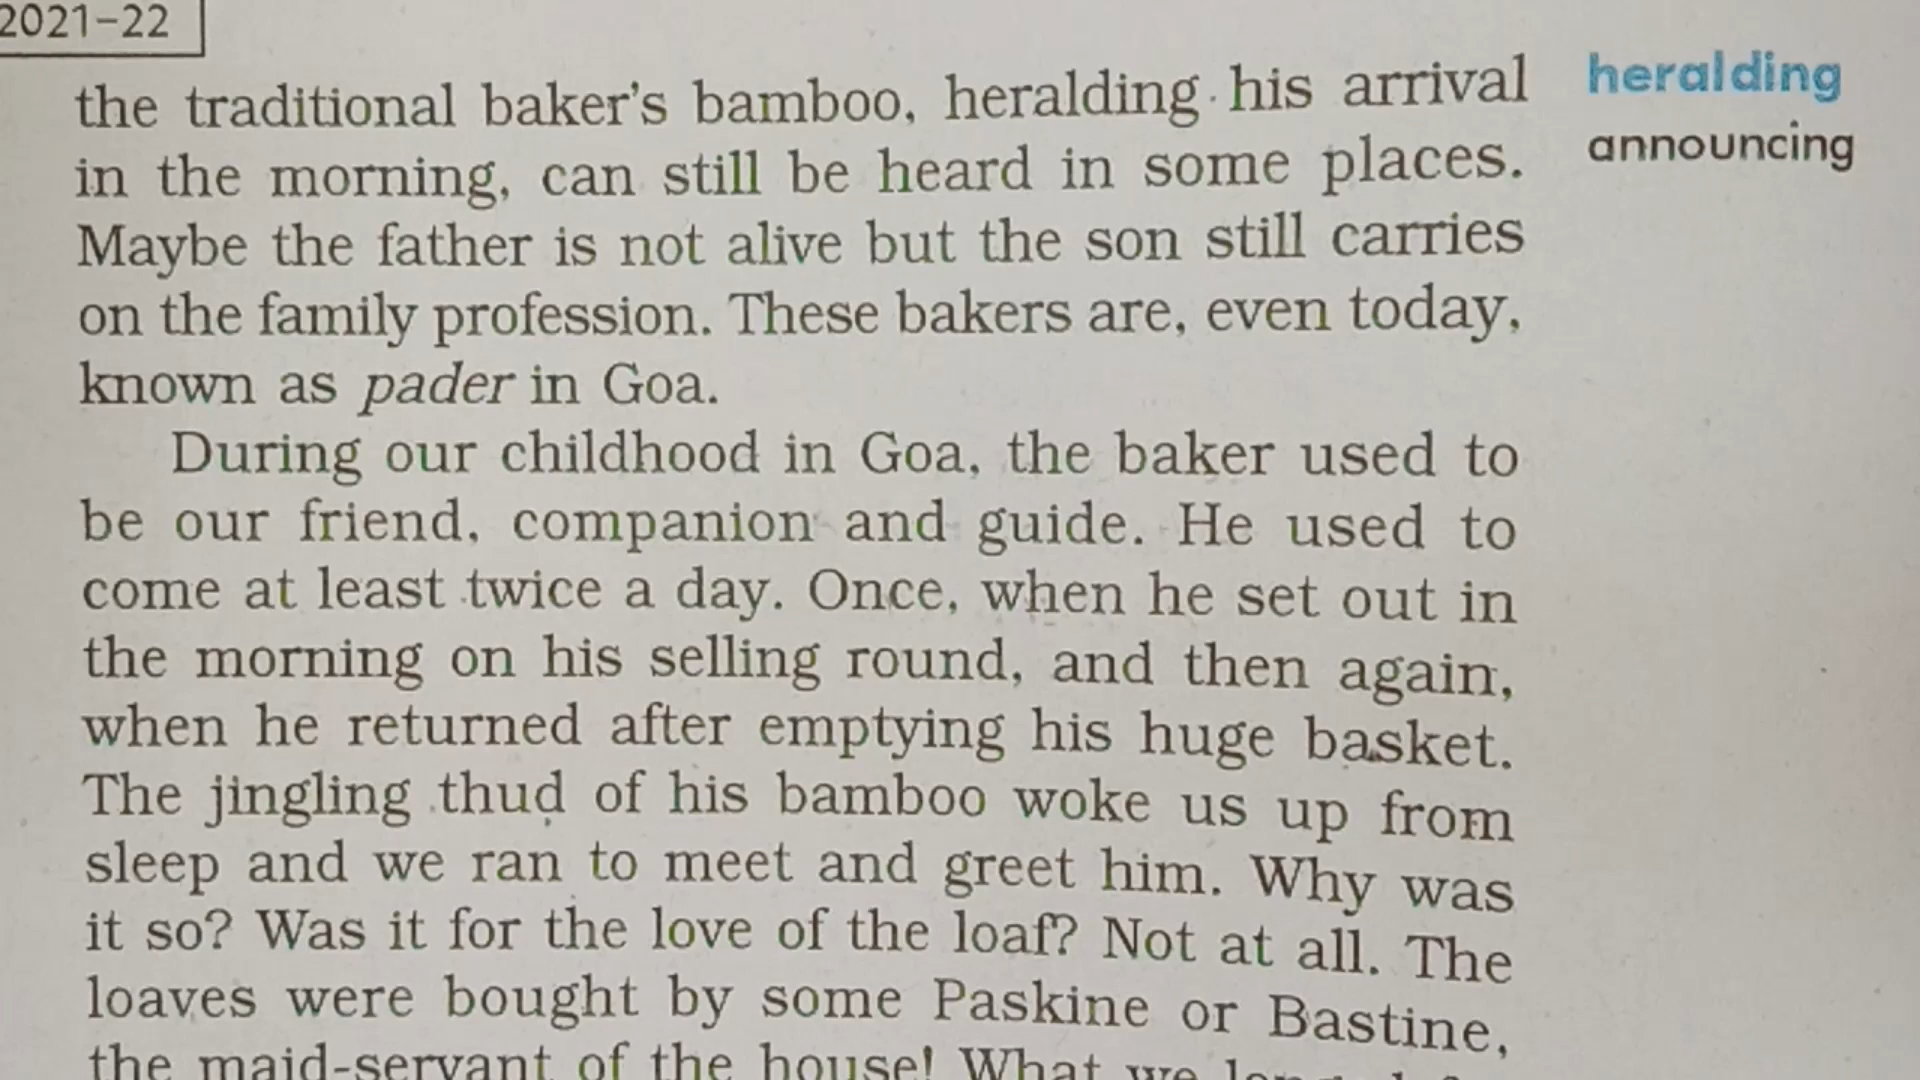 2021–22
the traditional baker's bamboo, heralding his arrival
in the morning, can still be heard in some places.
Maybe the father is not alive but the son still carries
on the family profession. These bakers are, even today,
known as pader in Goa.
During our childhood in Goa, the baker used to
be our friend, companion and guide. He used to
come at least twice a day. Once, when he set out in
the morning on his selling round, and then again,
when he returned after emptying his huge basket.
The jingling thud of his bamboo woke us up from
sleep and we ran to meet and greet him. Why was
it so? Was it for the love of the loaf? Not at all. The
loaves were bought by some Paskine or Bastine,
the maid-servant of the house! What we
heralding
announcing